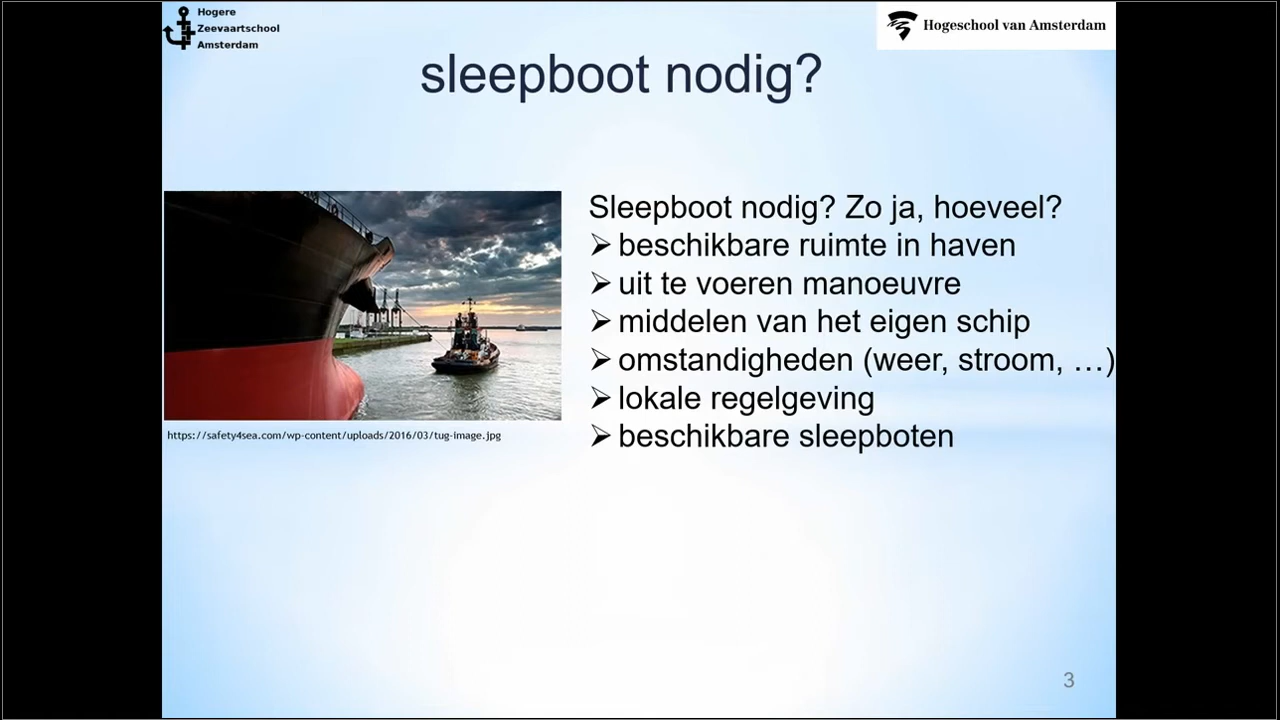 Hogere
Zeevaartschool
Amsterdam
Hogeschool van Amsterdam
sleepboot nodig?
Sleepboot nodig? Zo ja, hoeveel?
➢ beschikbare ruimte in haven
➢ uit te voeren manoeuvre
➢ middelen van het eigen schip
➢ omstandigheden (weer, stroom, …)
➢ lokale regelgeving
➢ beschikbare sleepboten
https://safety4sea.com/wp-content/uploads/2016/03/tug-image.jpg
3